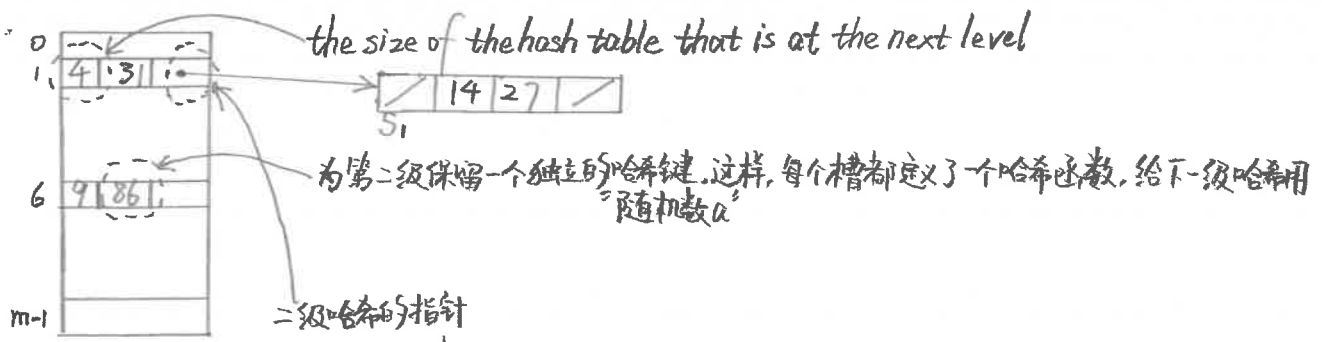 0 the size of the hash table that is at the next level
1 4 31
14 27
S₁
为第二级保留一个独立的哈希键.这样,每个槽都定义了一个哈希函数,给下一级哈希用
6 9 86 "随机数a"
m-1 二级哈希的指针